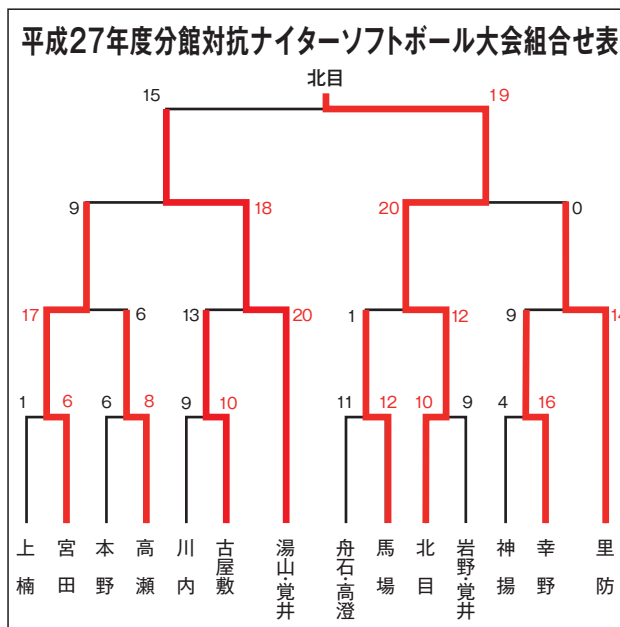 平成27年度分館対抗ナイターソフトボール大会組合せ表
北目
15 19
9 18 20 0
17 6 13 20 1 12 9 14
1 6 6 8 9 10 11 12 10 9 4 16
上楠
宮田
本野
高瀬
川内
古屋敷
湯山・覚井
舟石・高澄
馬場
北目
岩野・覚井
神揚
幸野
里防